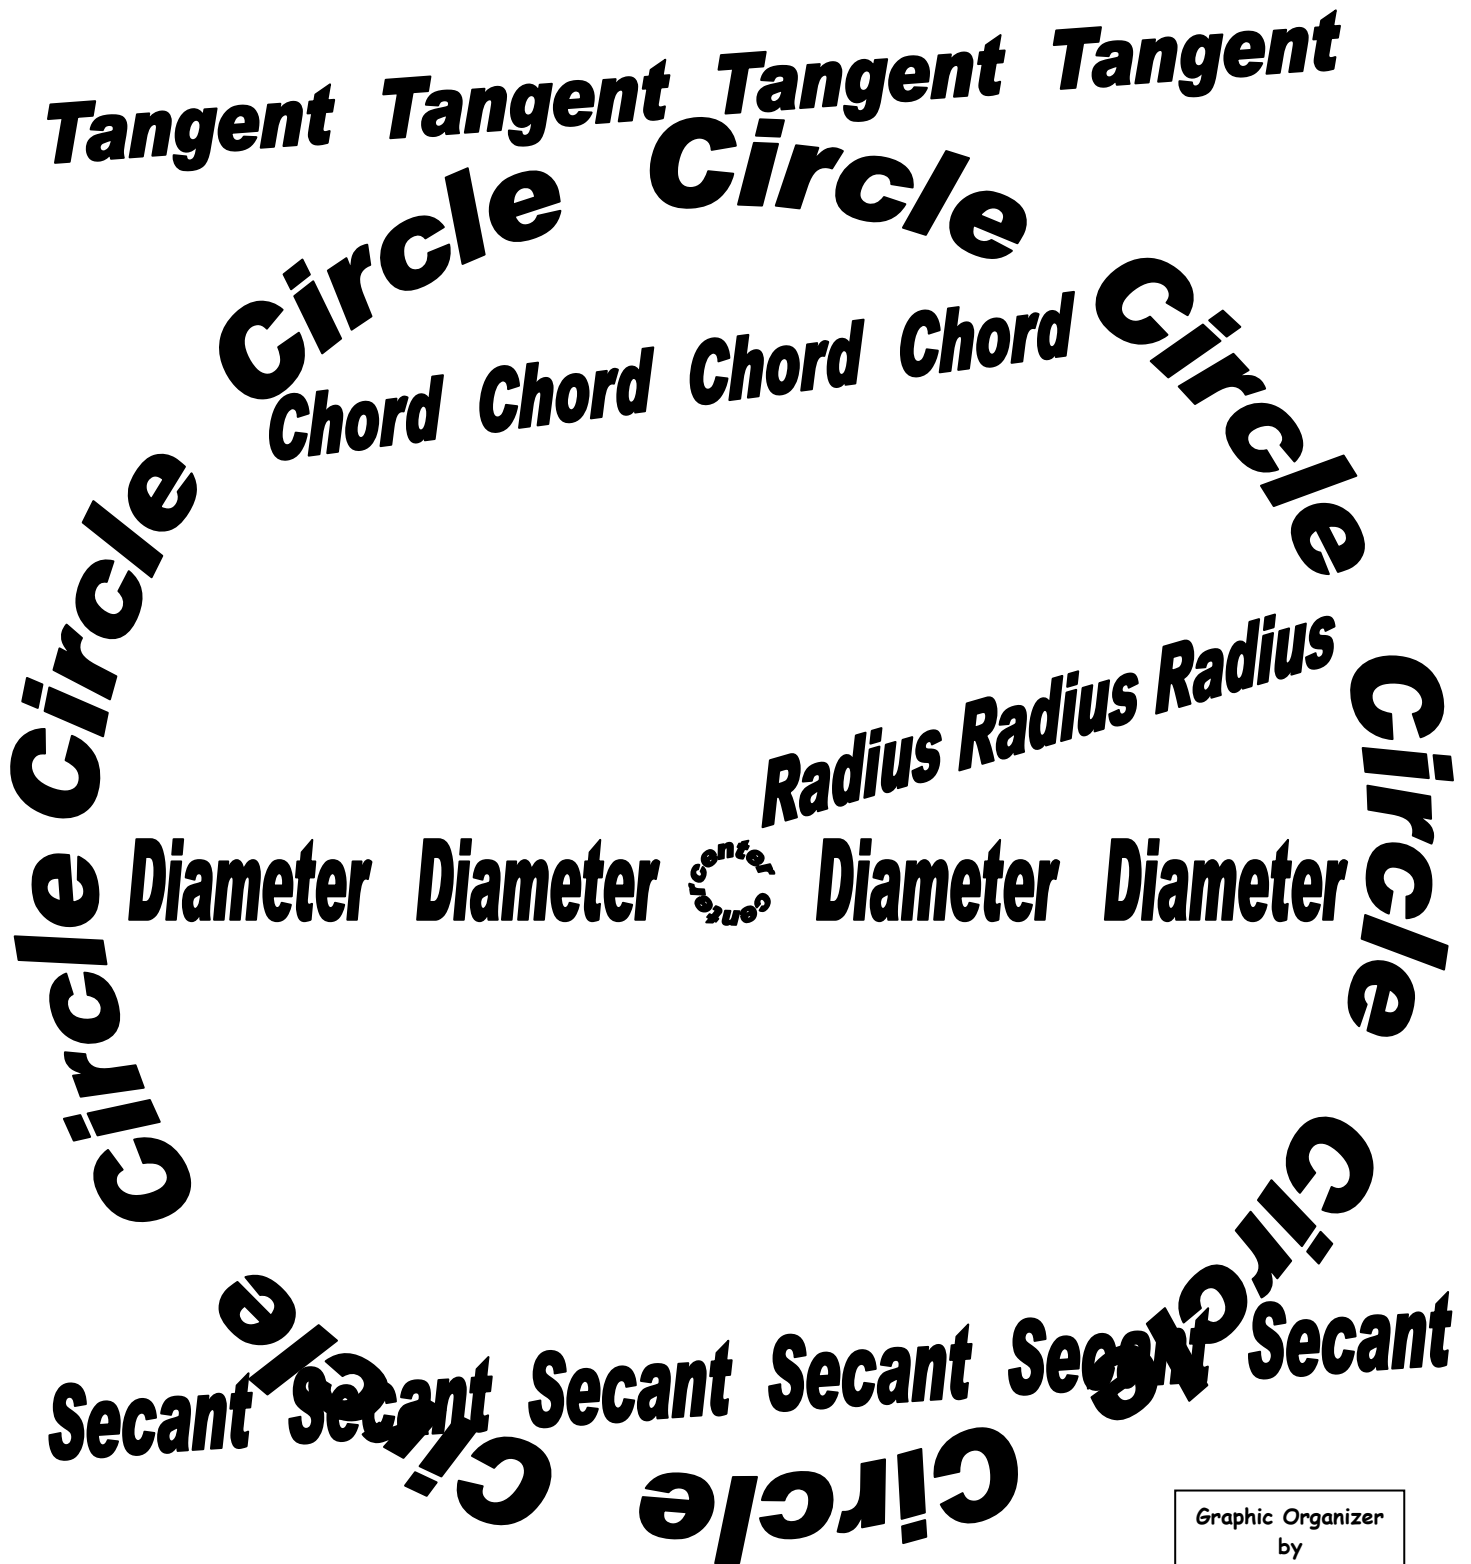 Tangent Tangent Tangent Tangent
Circle Circle Circle Circle Circle Circle Circle Circle Circle
Chord Chord Chord Chord
Radius Radius Radius
Diameter Diameter
center center
Diameter Diameter
Secant Secant Secant Secant Secant Secant
Graphic Organizer
by